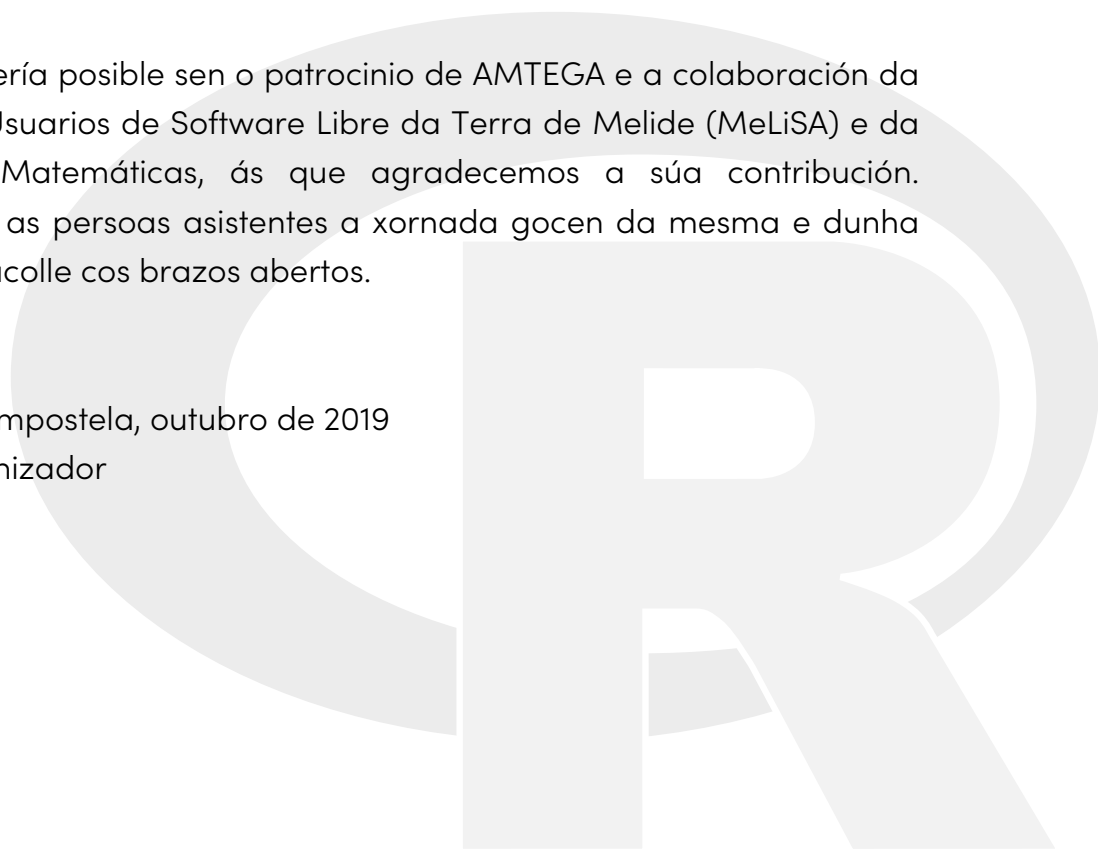 ería posible sen o patrocinio de AMTEGA e a colaboración da
Usuarios de Software Libre da Terra de Melide (MeLiSA) e da
Matemáticas, ás que agradecemos a súa contribución.
as persoas asistentes a xornada gocen da mesma e dunha
acolle cos brazos abertos.
mpostela, outubro de 2019
nizador